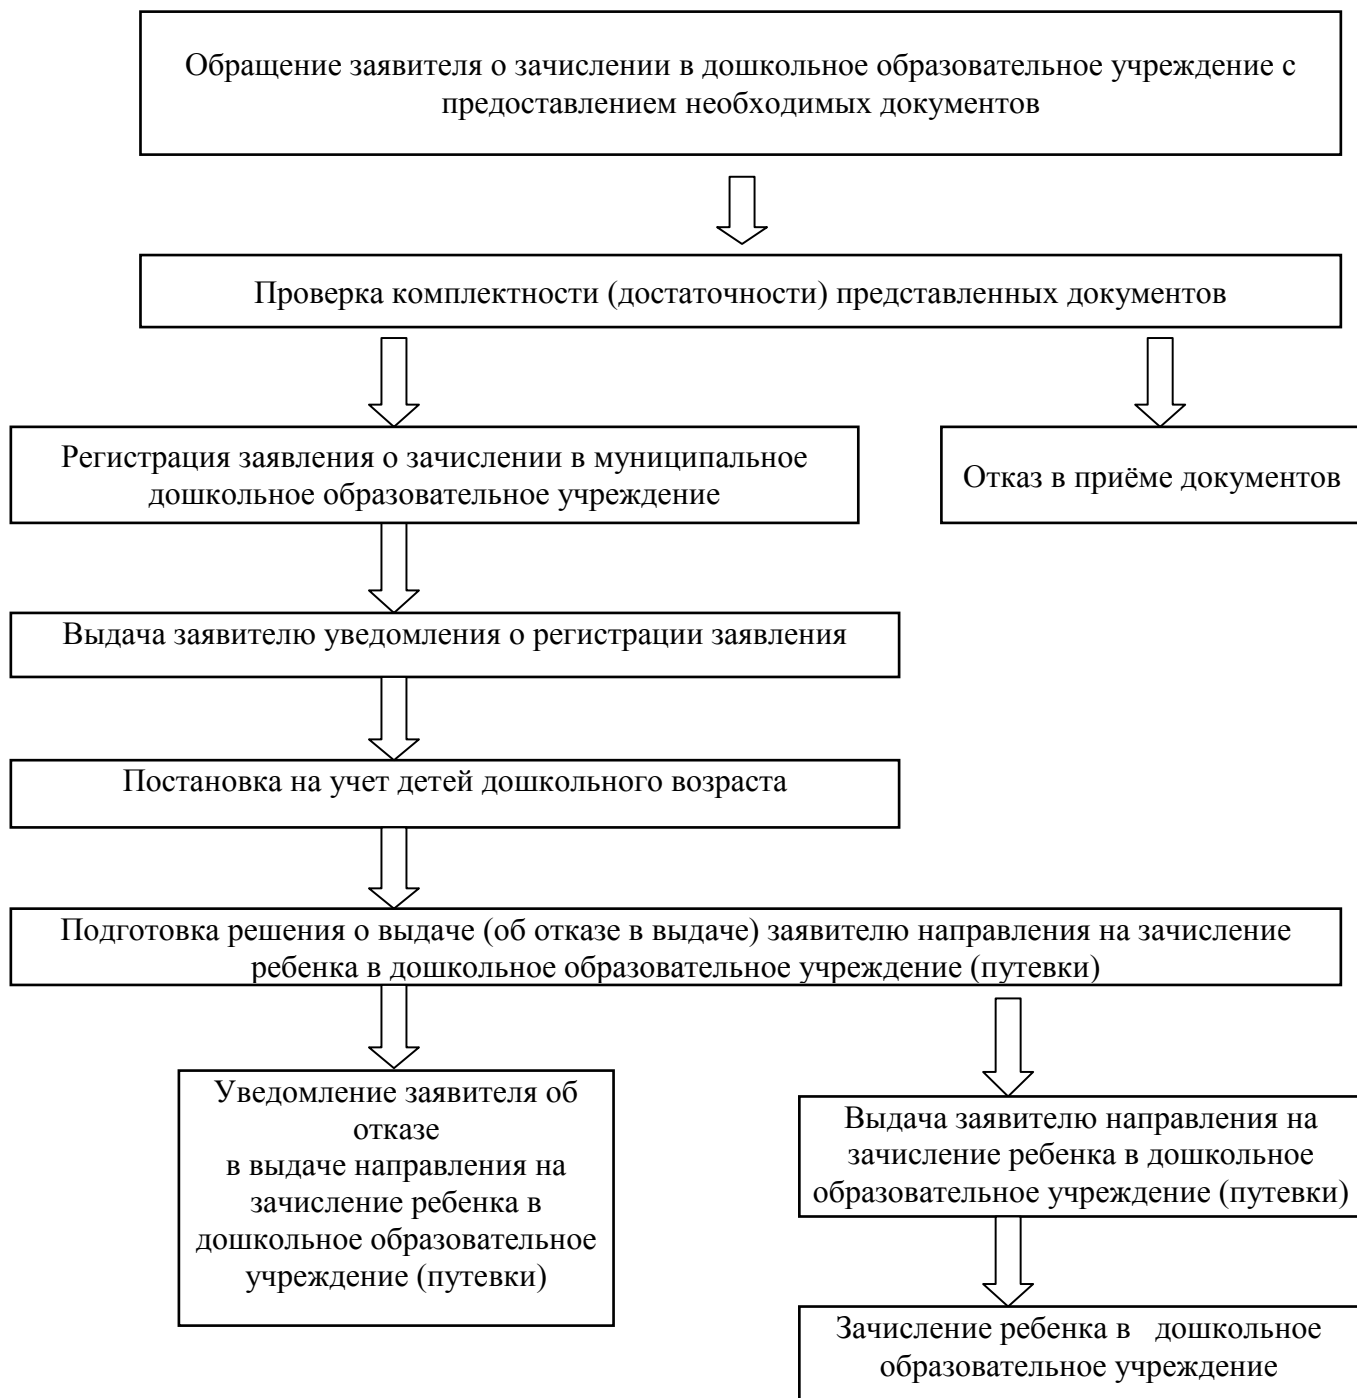 Обращение заявителя о зачислении в дошкольное образовательное учреждение с
предоставлением необходимых документов
Проверка комплектности (достаточности) представленных документов
Регистрация заявления о зачислении в муниципальное
дошкольное образовательное учреждение
Отказ в приёме документов
Выдача заявителю уведомления о регистрации заявления
Постановка на учет детей дошкольного возраста
Подготовка решения о выдаче (об отказе в выдаче) заявителю направления на зачисление
ребенка в дошкольное образовательное учреждение (путевки)
Уведомление заявителя об
отказе
в выдаче направления на
зачисление ребенка в
дошкольное образовательное
учреждение (путевки)
Выдача заявителю направления на
зачисление ребенка в дошкольное
образовательное учреждение (путевки)
Зачисление ребенка в дошкольное
образовательное учреждение